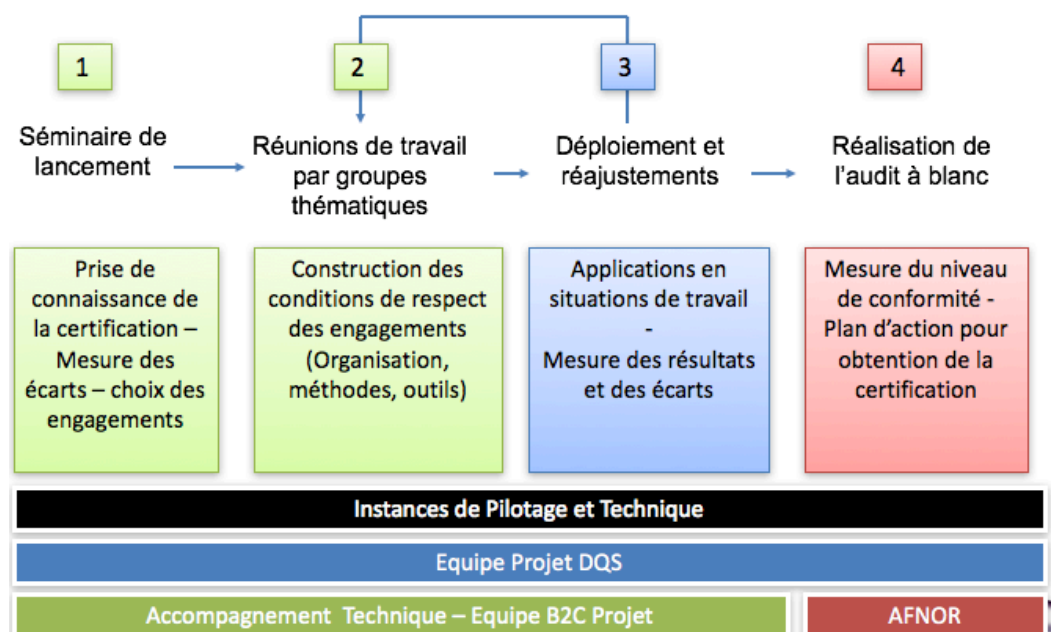 1
2
3
4
Séminaire de
lancement
Réunions de travail
par groupes
thématiques
Déploiement et
réajustements
Réalisation de
l'audit à blanc
Prise de
connaissance de
la certification –
Mesure des
écarts – choix des
engagements
Construction des
conditions de respect
des engagements
(Organisation,
méthodes, outils)
Applications en
situations de travail
-
Mesure des résultats
et des écarts
Mesure du niveau
de conformité -
Plan d'action pour
obtention de la
certification
Instances de Pilotage et Technique
Equipe Projet DQS
Accompagnement Technique – Equipe B2C Projet
AFNOR